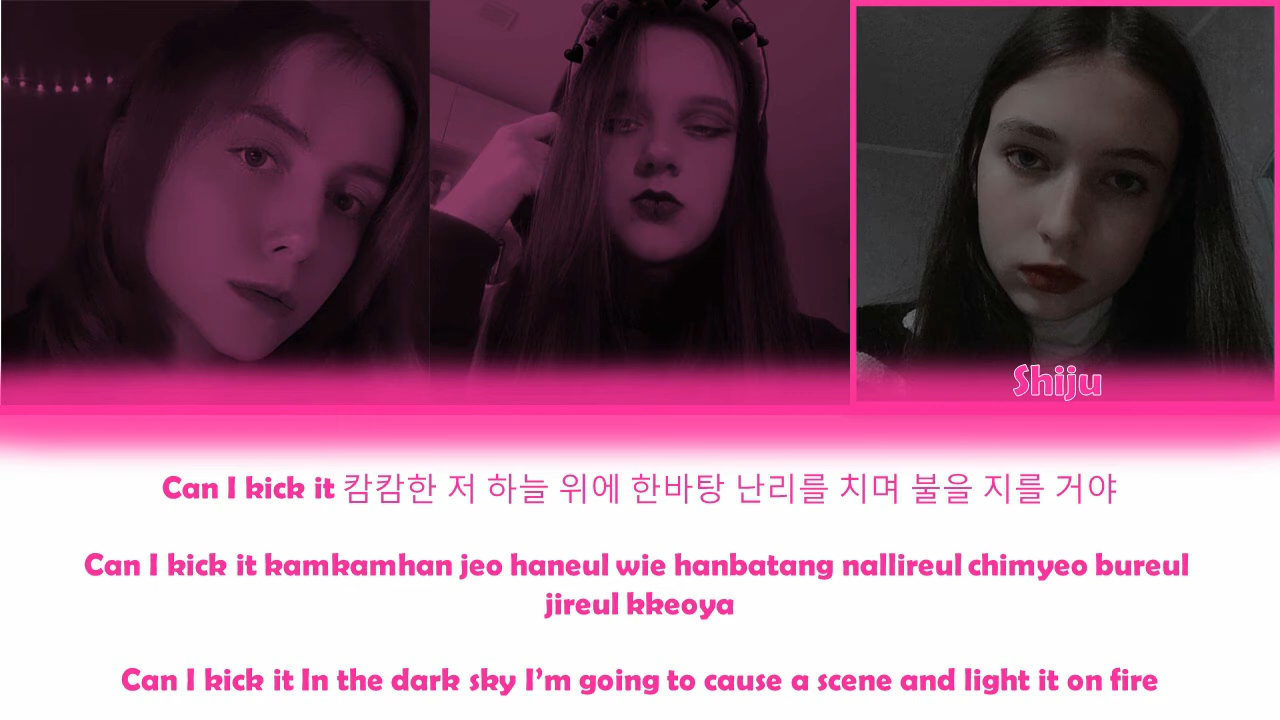 Shiju
Can I kick it 캄캄한 저 하늘 위에 한바탕 난리를 치며 불을 지를 거야
Can I kick it kamkamhan jeo haneul wie hanbatang nallireul chimyeo bureul
jireul kkeoya
Can I kick it In the dark sky I’m going to cause a scene and light it on fire